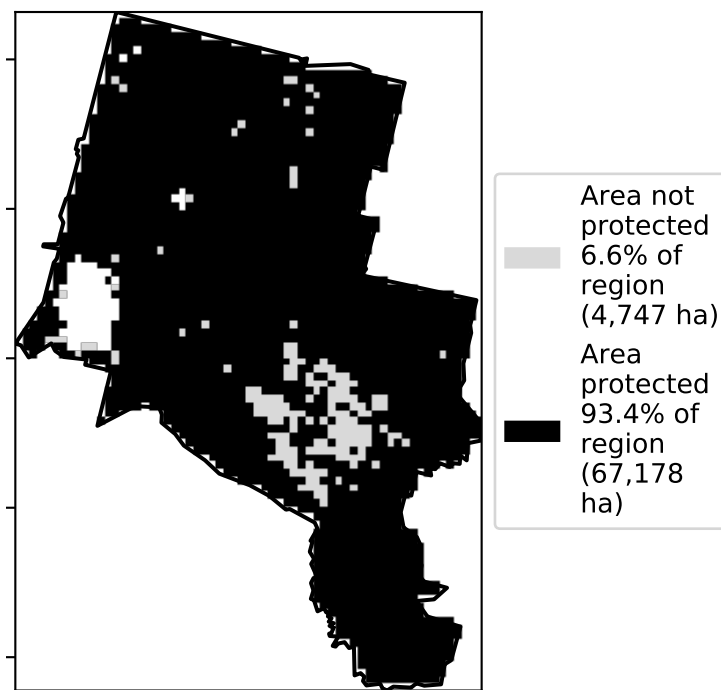 Area not
protected
6.6% of
region
(4,747 ha)
Area
protected
93.4% of
region
(67,178
ha)